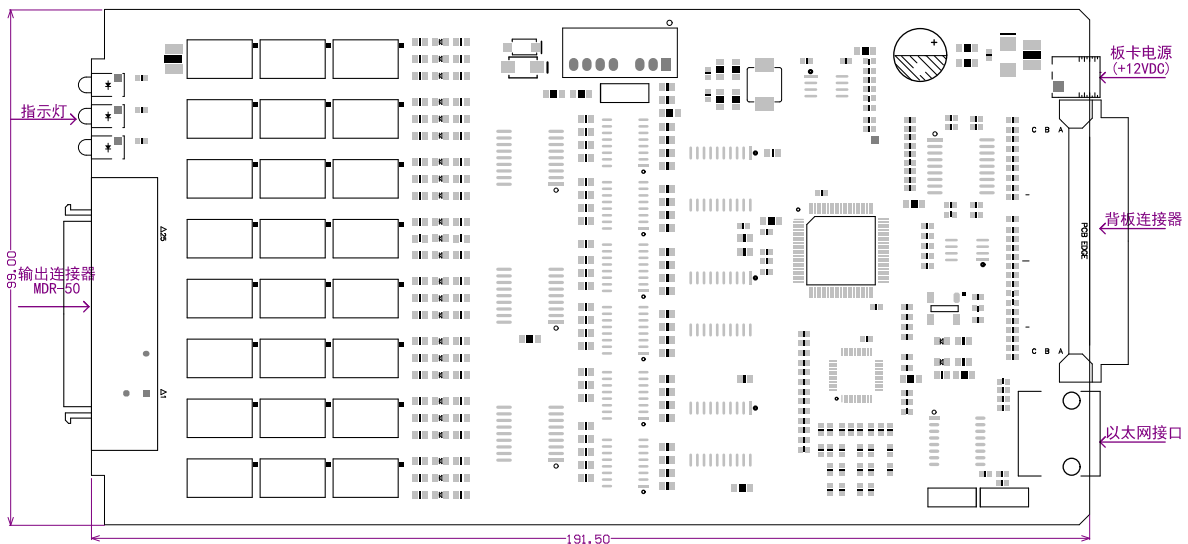 板卡电源
(+12VDC)
指示灯
C B A
背板连接器
PCB EDGE
△25
99.00
输出连接器
MDR-50
C B A
△1
以太网接口
191.50